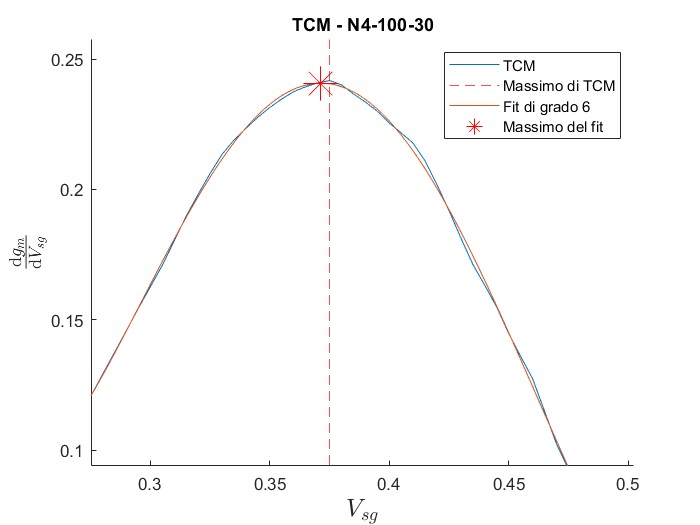 TCM - N4-100-30
TCM
Massimo di TCM
Fit di grado 6
Massimo del fit
0.25
0.2
0.15
0.1
dg_m
dV_sg
0.3
0.35
0.4
0.45
0.5
V_sg